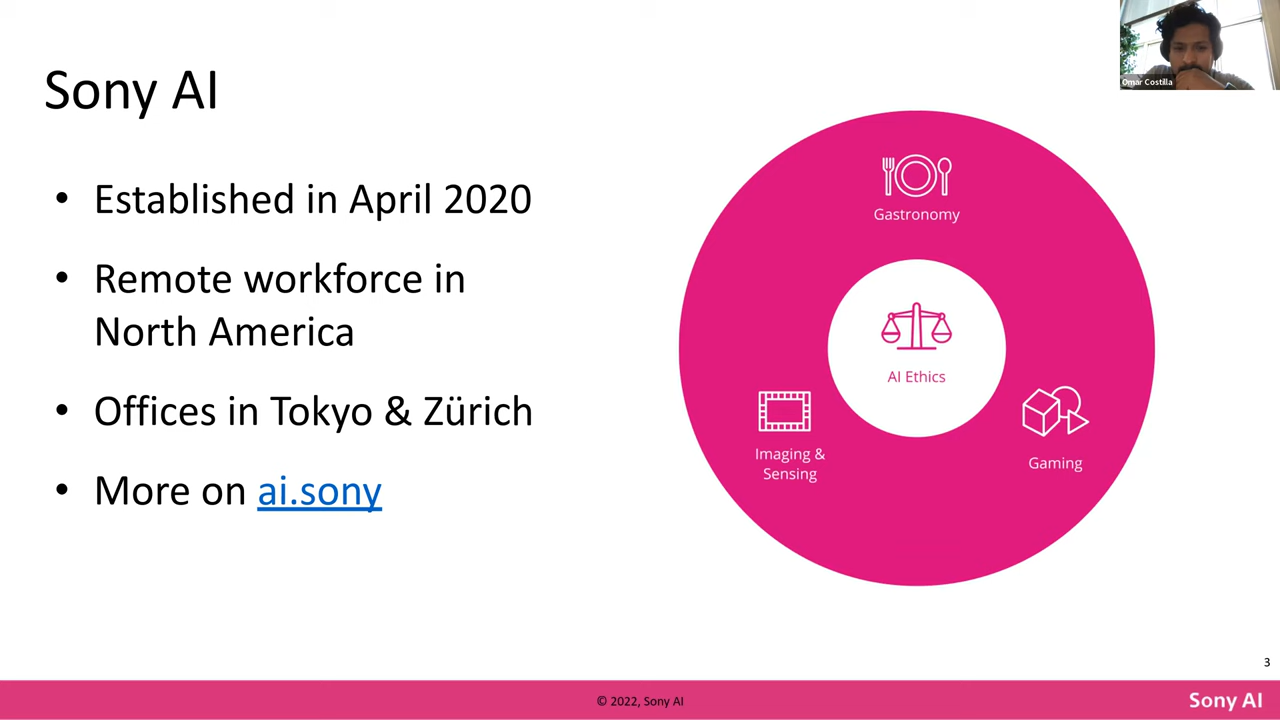 Sony AI
• Established in April 2020
• Remote workforce in
North America
• Offices in Tokyo & Zürich
• More on ai.sony
Gastronomy
AI Ethics
Imaging &
Sensing
Gaming
Omar Costilla
3
© 2022, Sony AI
Sony AI